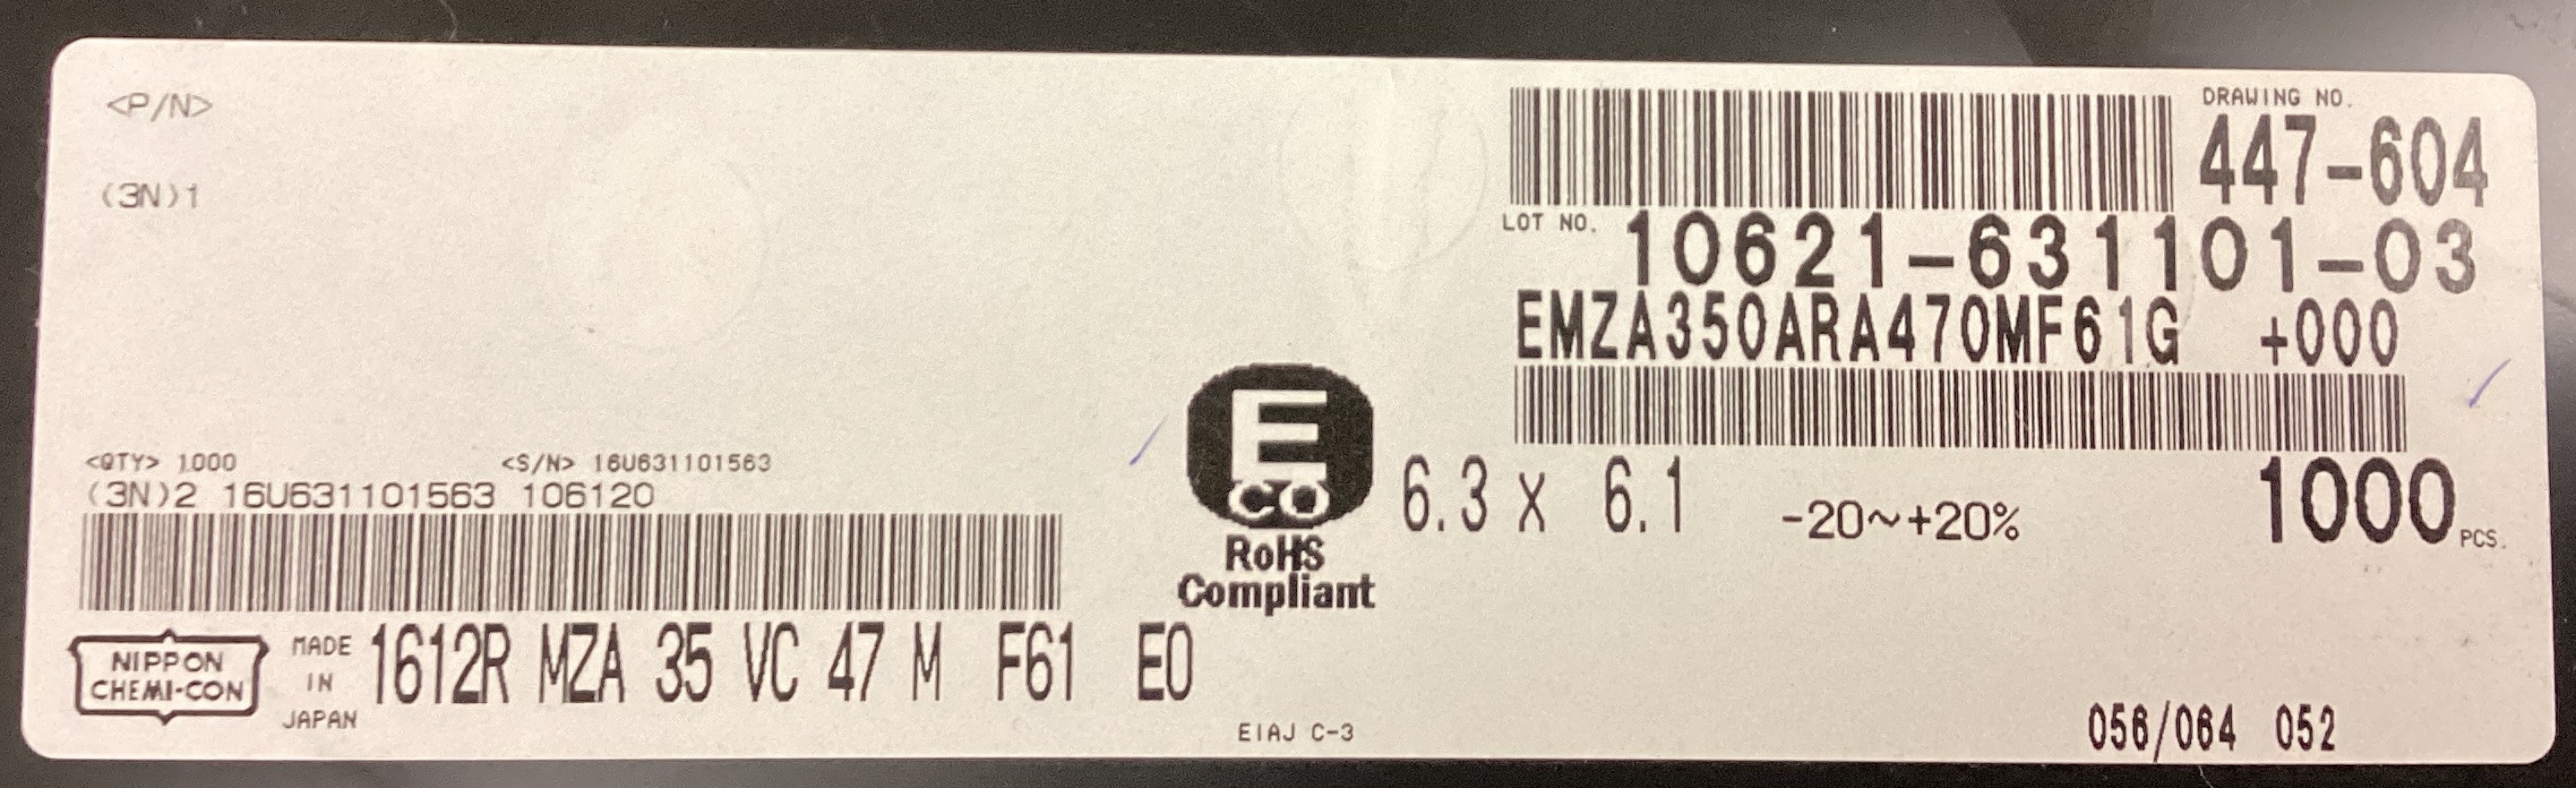 <P/N>
(3N)1
DRAWING NO.
447-604
LOT NO. 10621-631101-03
EMZA350ARA470MF61G +000
<QTY> 1000 <S/N> 16U631101563
(3N)2 16U631101563 106120
E
CO
RoHS
Compliant
6.3 x 6.1 -20~+20% 1000 PCS.
NIPPON
CHEMI-CON
MADE
IN
JAPAN
1612R MZA 35 VC 47 M F61 E0
EIAJ C-3
056/064 052